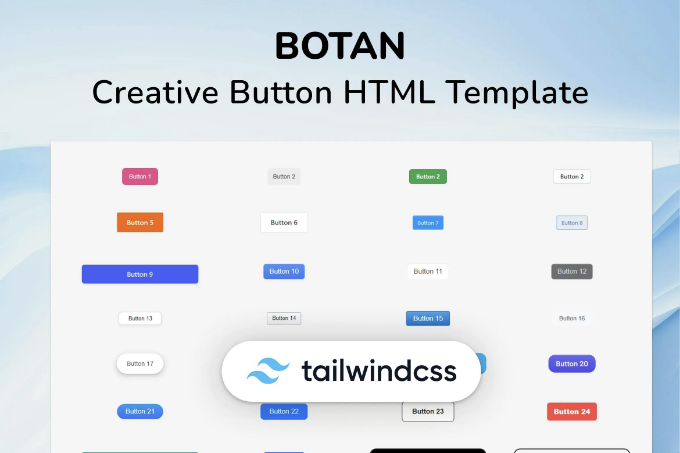 BOTAN
Creative Button HTML Template
Button 1
Button 2
Button 2
Button 2
Button 5
Button 6
Button 7
Button 8
Button 9
Button 10
Button 11
Button 12
Button 13
Button 14
Button 15
Button 16
Button 17
tailwindcss
Button 20
Button 21
Button 22
Button 23
Button 24